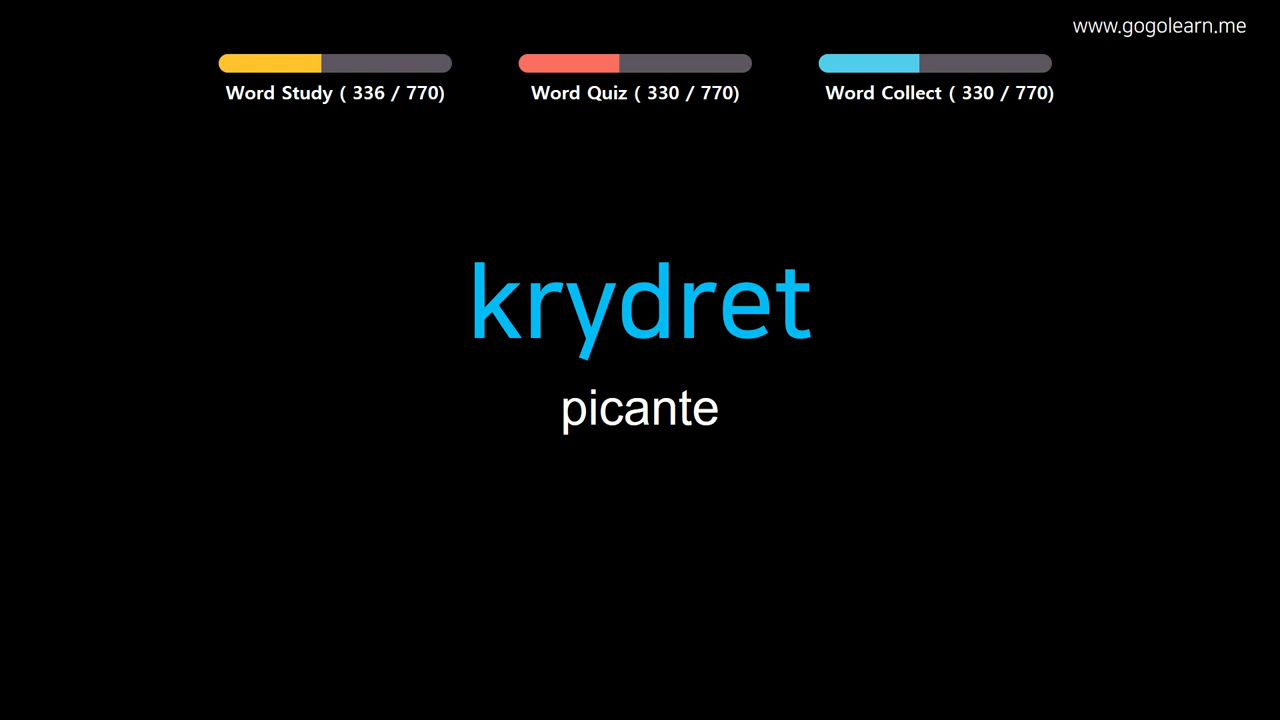 www.gogolearn.me
Word Study ( 336 / 770)
Word Quiz ( 330 / 770)
Word Collect ( 330 / 770)
krydret
picante